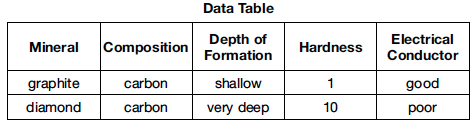 Data Table
Mineral Composition Depth of Formation Hardness Electrical Conductor
graphite carbon shallow 1 good
diamond carbon very deep 10 poor